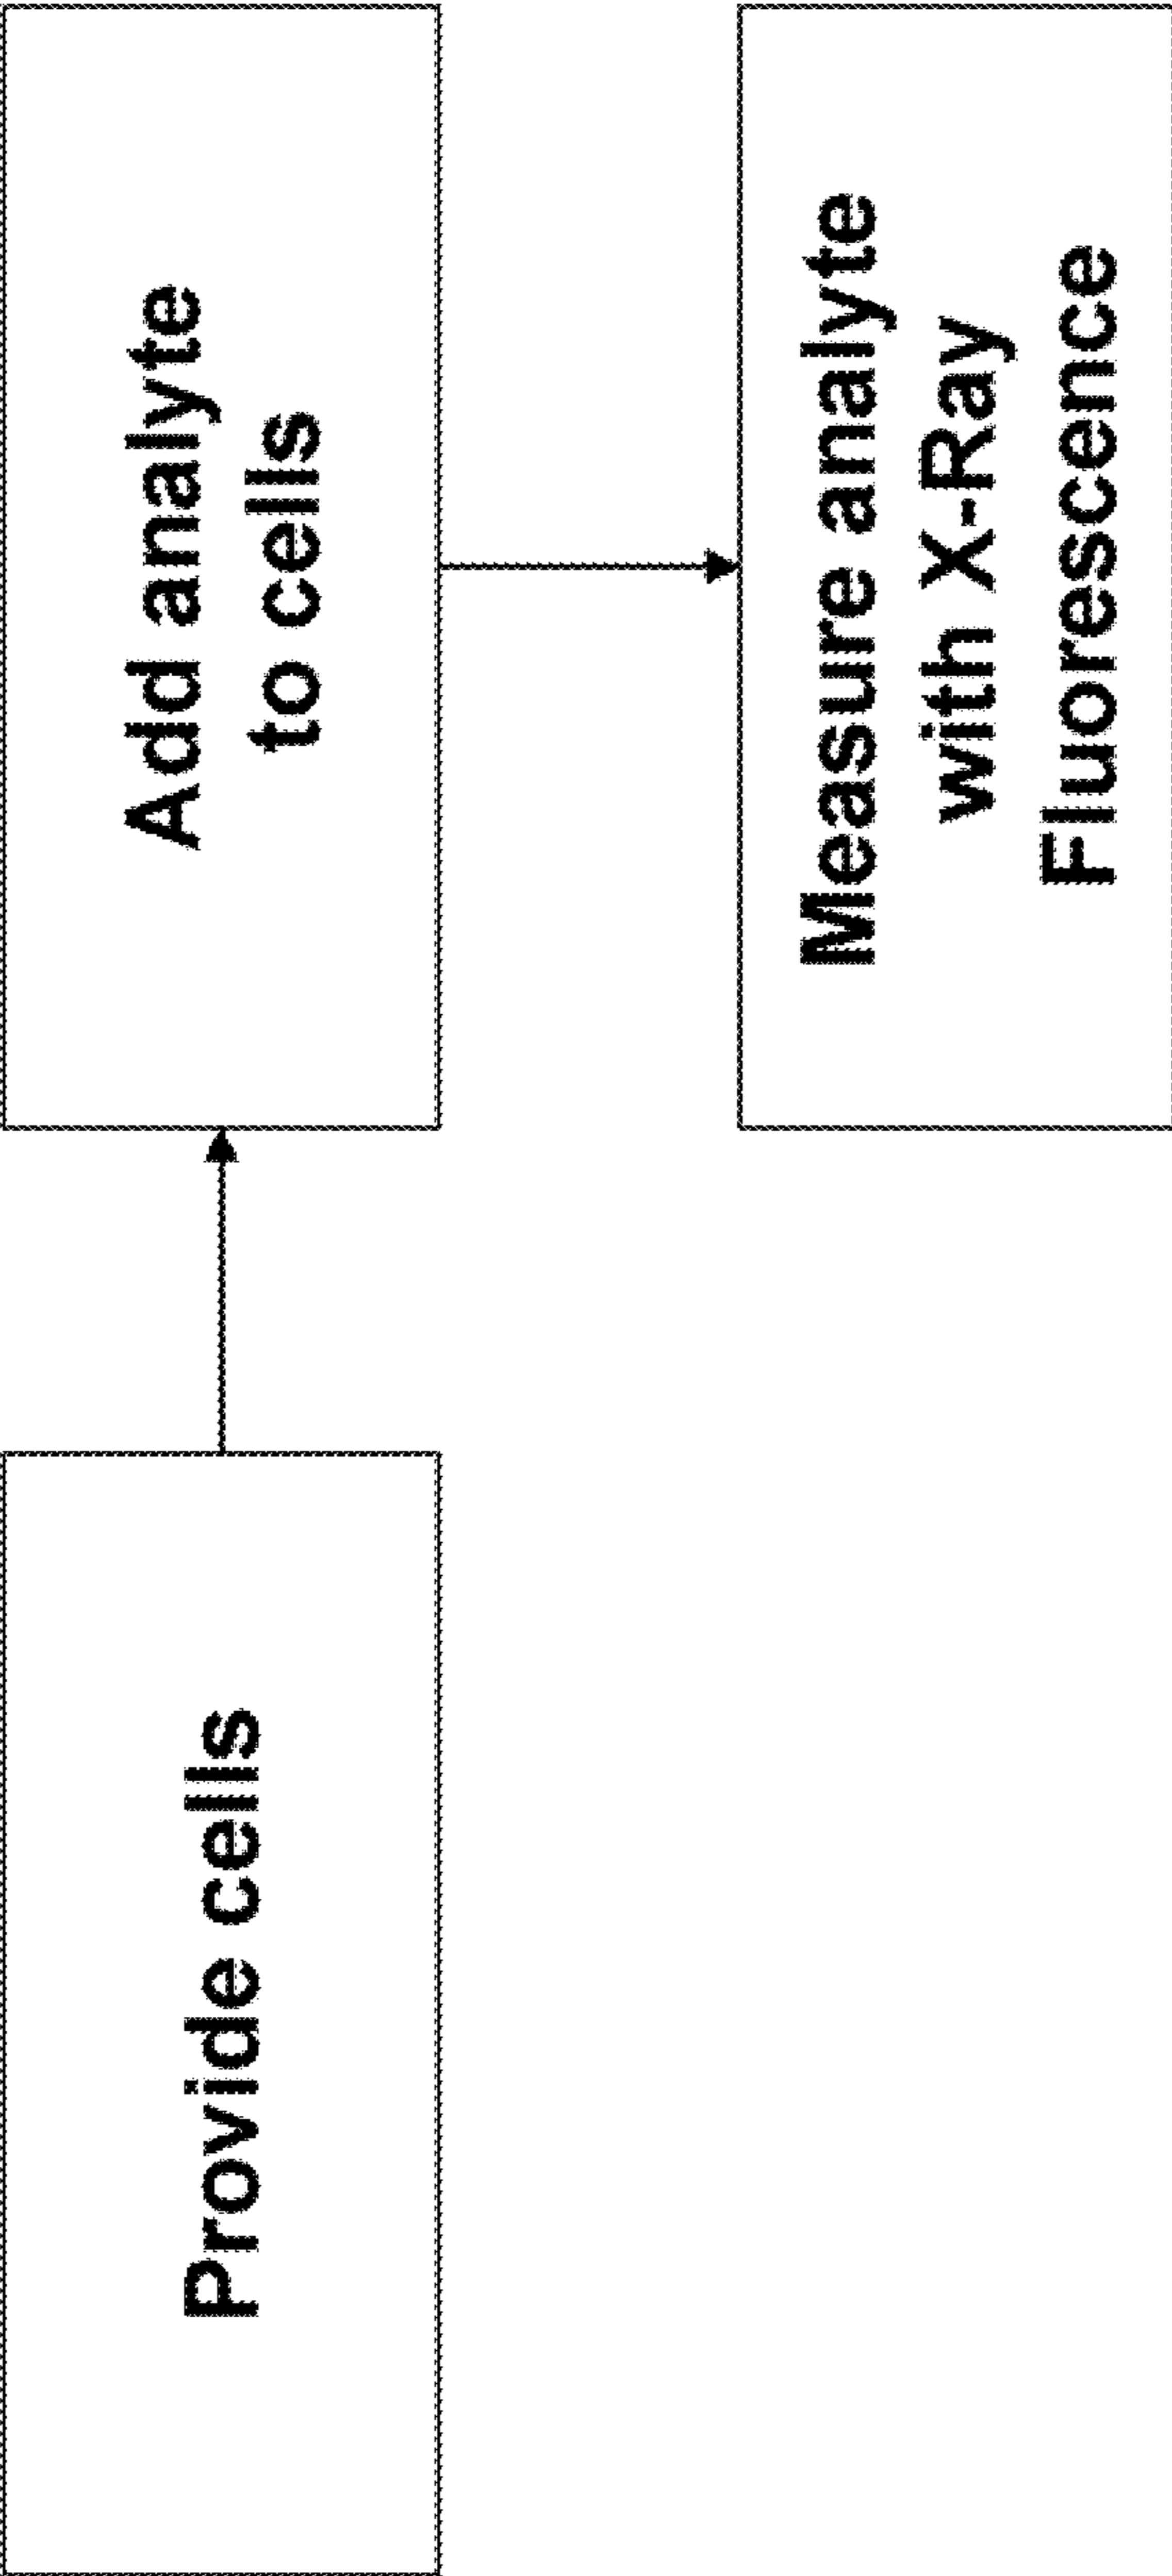 Provide cells
Add analyte
to cells
Measure analyte
with X-Ray
Fluorescence